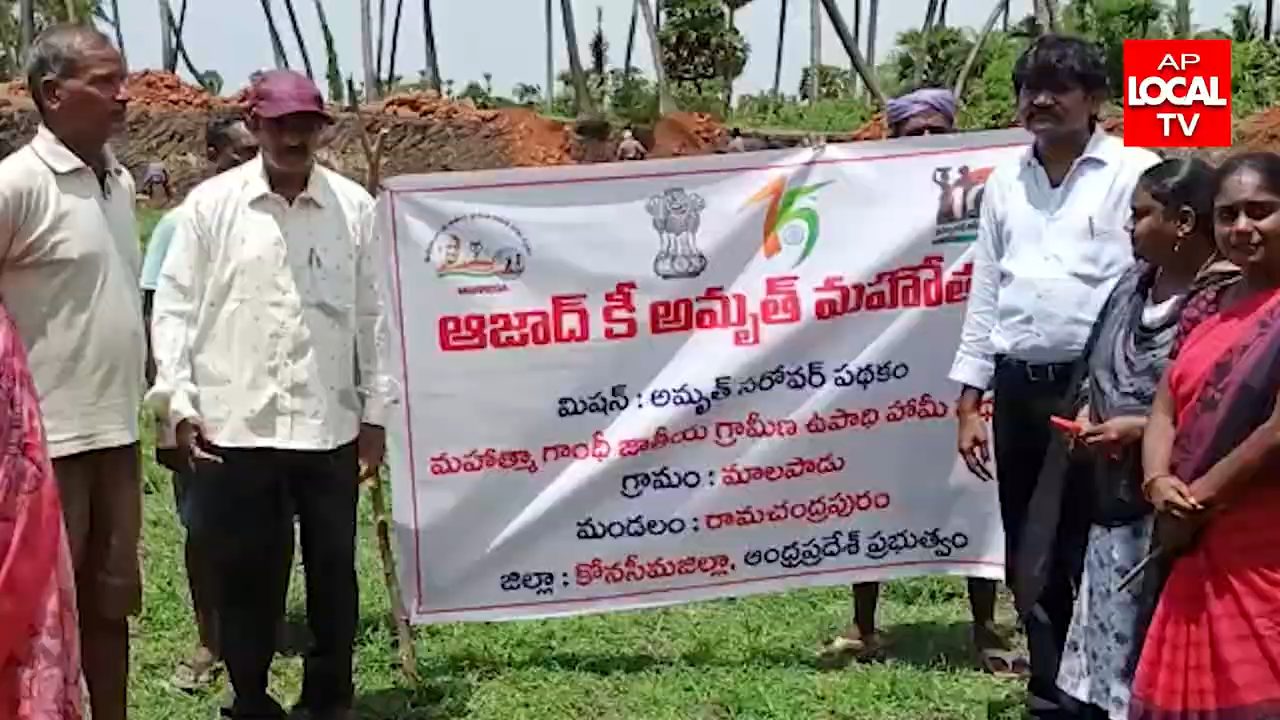 AP
LOCAL
TV
75
ఆజాద్ కీ అమృత్
మిషన్ : అమృత్ సరోవర్ పథకం
మహాత్మా గాంధీ జాతీయ గ్రామీణ ఉపాధి హామీ
గ్రామం : మాలపాడు
మండలం : రామచంద్రపురం
జిల్లా : కోనసీమజిల్లా, ఆంధ్రప్రదేశ్ ప్రభుత్వం